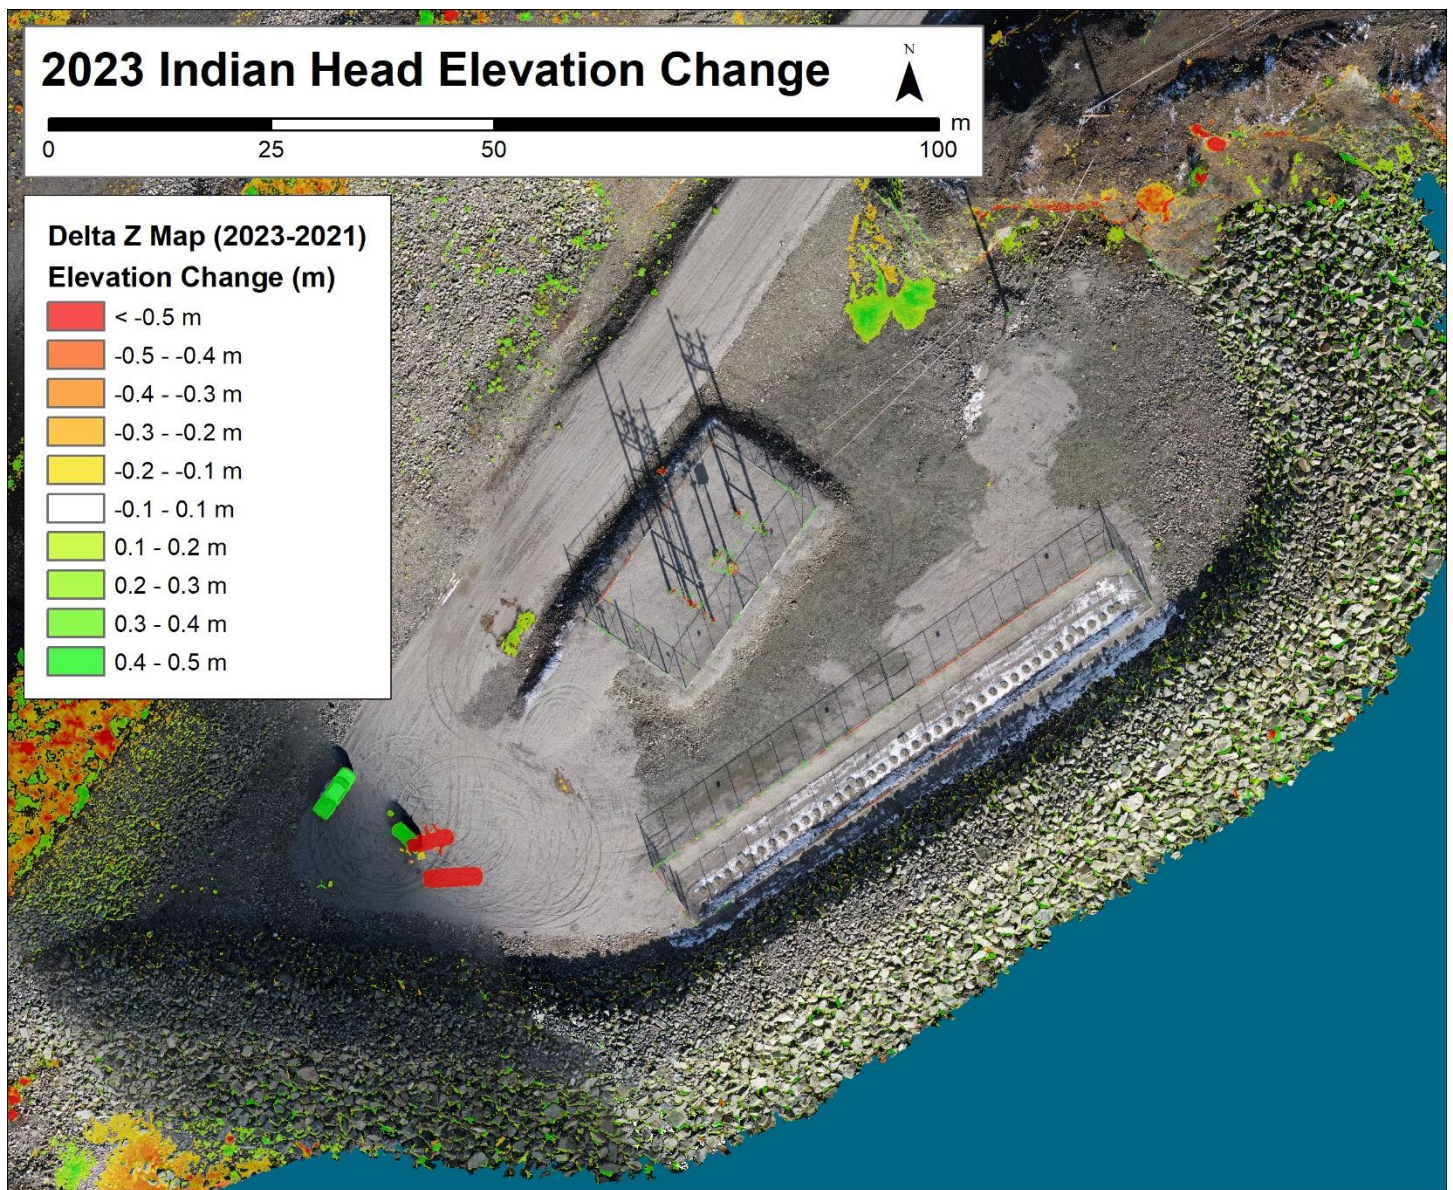 2023 Indian Head Elevation Change
N
m
0 25 50 100
Delta Z Map (2023-2021)
Elevation Change (m)
< -0.5 m
-0.5 - -0.4 m
-0.4 - -0.3 m
-0.3 - -0.2 m
-0.2 - -0.1 m
-0.1 - 0.1 m
0.1 - 0.2 m
0.2 - 0.3 m
0.3 - 0.4 m
0.4 - 0.5 m